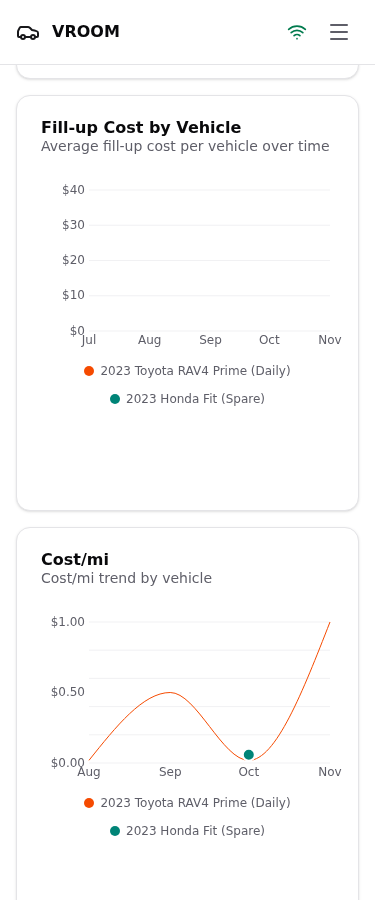 VROOM
Fill-up Cost by Vehicle
Average fill-up cost per vehicle over time
$40
$30
$20
$10
$0
Jul Aug Sep Oct Nov
2023 Toyota RAV4 Prime (Daily)
2023 Honda Fit (Spare)
Cost/mi
Cost/mi trend by vehicle
$1.00
$0.50
$0.00
Aug Sep Oct Nov
2023 Toyota RAV4 Prime (Daily)
2023 Honda Fit (Spare)